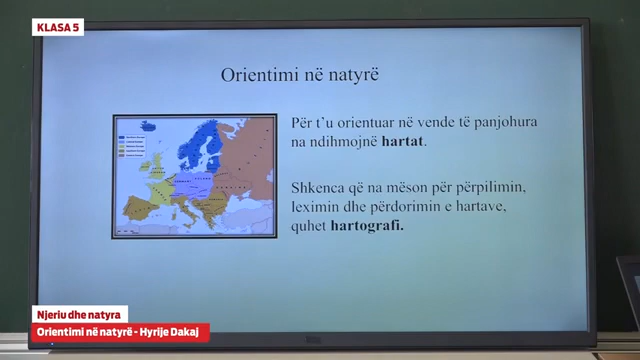 KLASA 5
Orientimi në natyrë
Për t'u orientuar në vende të panjohura
na ndihmojnë hartat.
Shkenca që na mëson për përpilimin,
leximin dhe përdorimin e hartave,
quhet hartografi.
Njeriu dhe natyra
Orientimi në natyrë - Hyrije Dakaj